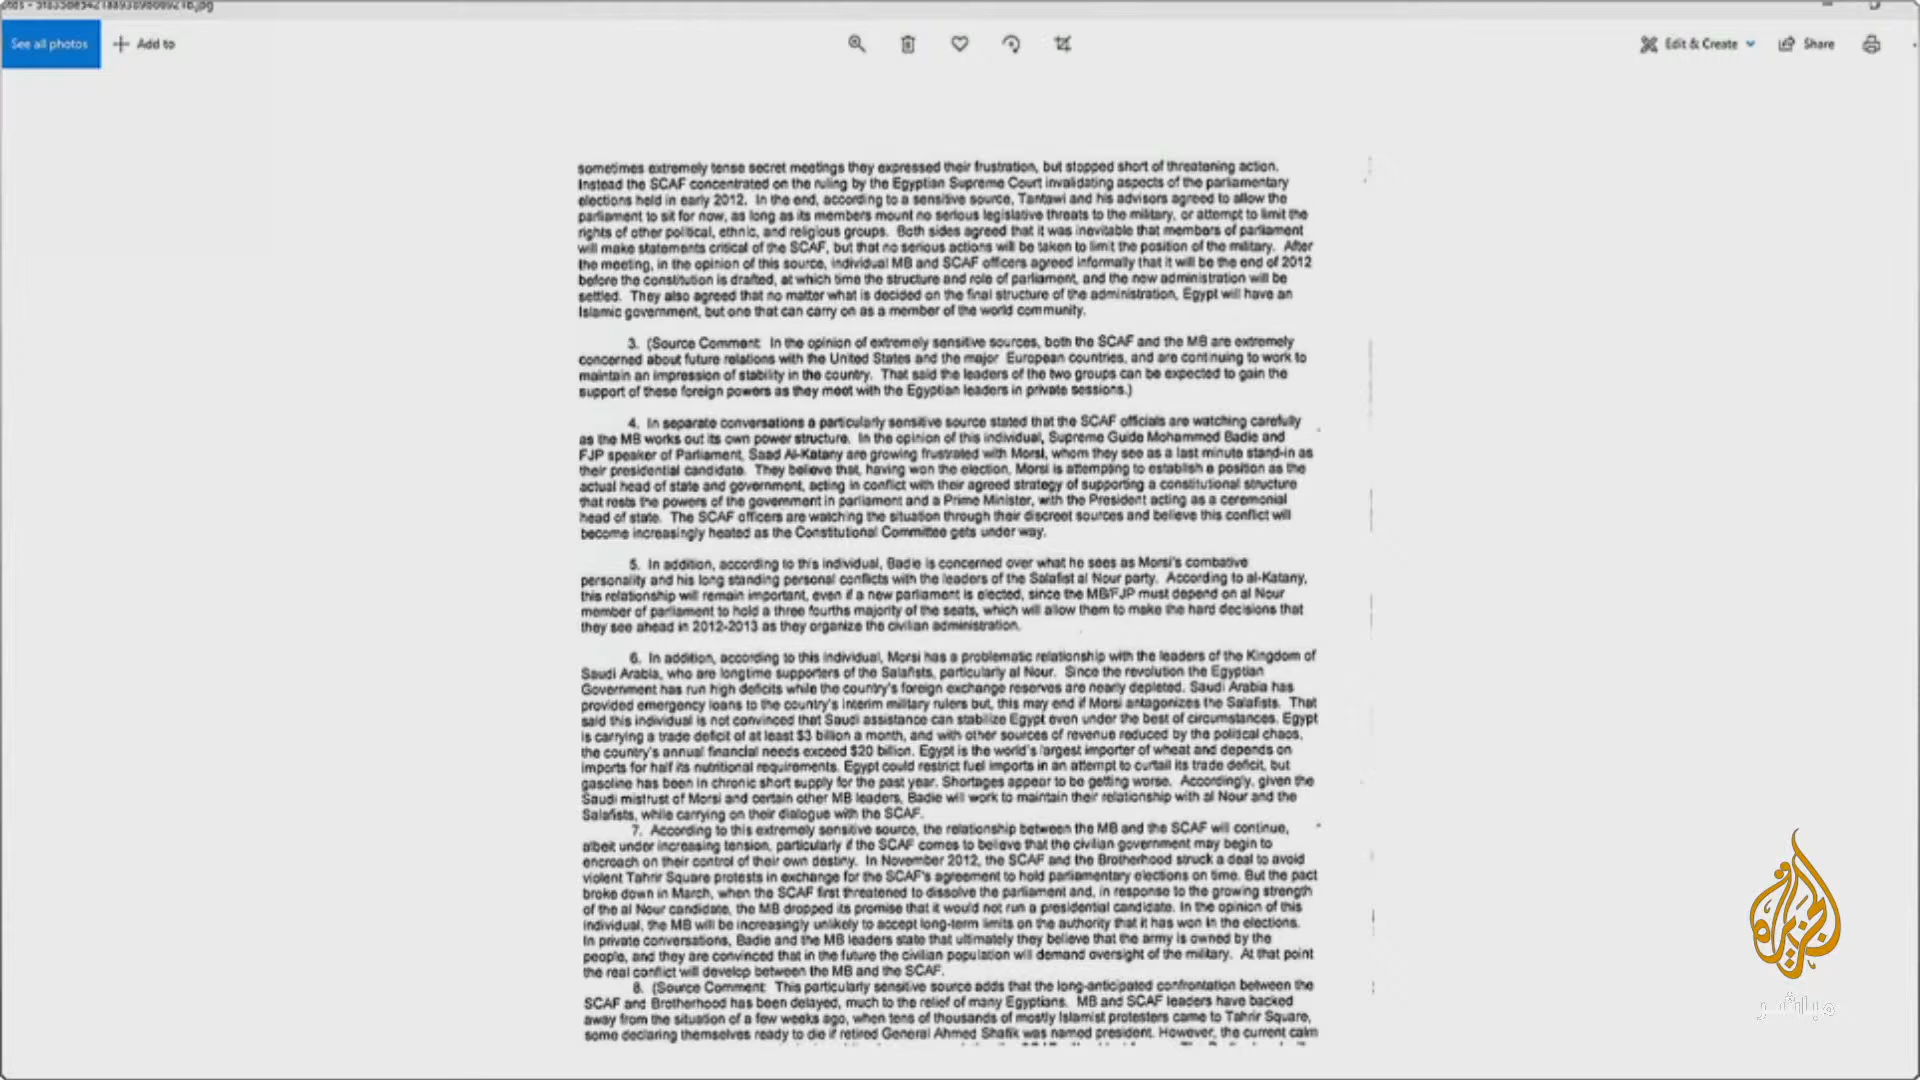 See all photos
Add to
Edit & Create
Share
sometimes extremely tense secret meetings they expressed their frustration, but stopped short of threatening action.
Instead the SCAF concentrated on the ruling by the Egyptian Supreme Court invalidating aspects of the parliamentary
elections held in early 2012. In the end, according to a sensitive source, Tantawi and his advisors agreed to allow the
parliament to sit for now, as long as its members mount no serious legislative threats to the military, or attempt to limit the
rights of other political, ethnic, and religious groups. Both sides agreed that it was inevitable that members of parliament
will make statements critical of the SCAF, but that no serious actions will be taken to limit the position of the military. After
the meeting, in the opinion of this source, individual MB and SCAF officers agreed informally that it will be the end of 2012
before the constitution is drafted, at which time the structure and role of parliament, and the new administration will be
settled. They also agreed that no matter what is decided on the final structure of the administration, Egypt will have an
Islamic government, but one that can carry on as a member of the world community.
3. (Source Comment: In the opinion of extremely sensitive sources, both the SCAF and the MB are extremely
concerned about future relations with the United States and the major European countries, and are continuing to work to
maintain an impression of stability in the country. That said the leaders of the two groups can be expected to gain the
support of these foreign powers as they meet with the Egyptian leaders in private sessions.)
4. In separate conversations a particularly sensitive source stated that the SCAF officials are watching carefully
as the MB works out its own power structure. In the opinion of this individual, Supreme Guide Mohammed Badie and
FJP speaker of Parliament, Saad Al-Katany are growing frustrated with Morsi, whom they see as a last minute stand-in as
their presidential candidate. They believe that, having won the election, Morsi is attempting to establish a position as the
actual head of state and government, acting in conflict with their agreed strategy of supporting a constitutional structure
that rests the powers of the government in parliament and a Prime Minister, with the President acting as a ceremonial
head of state. The SCAF officers are watching the situation through their discreet sources and believe this conflict will
become increasingly heated as the Constitutional Committee gets under way.
5. In addition, according to this individual, Badie is concerned over what he sees as Morsi's combative
personality and his long standing personal conflicts with the leaders of the Salafist al Nour party. According to al-Katany,
this relationship will remain important, even if a new parliament is elected, since the MB/FJP must depend on al Nour
member of parliament to hold a three fourths majority of the seats, which will allow them to make the hard decisions that
they see ahead in 2012-2013 as they organize the civilian administration.
6. In addition, according to this individual, Morsi has a problematic relationship with the leaders of the Kingdom of
Saudi Arabia, who are longtime supporters of the Salafists, particularly al Nour. Since the revolution the Egyptian
Government has run high deficits while the country's foreign exchange reserves are nearly depleted. Saudi Arabia has
provided emergency loans to the country's interim military rulers but, this may end if Morsi antagonizes the Salafists. That
said this individual is not convinced that Saudi assistance can stabilize Egypt even under the best of circumstances. Egypt
is carrying a trade deficit of at least $3 billion a month, and with other sources of revenue reduced by the political chaos,
the country's annual financial needs exceed $20 billion. Egypt is the world's largest importer of wheat and depends on
imports for half its nutritional requirements. Egypt could restrict fuel imports in an attempt to curtail its trade deficit, but
gasoline has been in chronic short supply for the past year. Shortages appear to be getting worse. Accordingly, given the
Saudi mistrust of Morsi and certain other MB leaders, Badie will work to maintain their relationship with al Nour and the
Salafists, while carrying on their dialogue with the SCAF.
7. According to this extremely sensitive source, the relationship between the MB and the SCAF will continue,
albeit under increasing tension, particularly if the SCAF comes to believe that the civilian government may begin to
encroach on their control of their own destiny. In November 2012, the SCAF and the Brotherhood struck a deal to avoid
violent Tahrir Square protests in exchange for the SCAF's agreement to hold parliamentary elections on time. But the pact
broke down in March, when the SCAF first threatened to dissolve the parliament and, in response to the growing strength
of the al Nour candidate, the MB dropped its promise that it would not run a presidential candidate. In the opinion of this
individual, the MB will be increasingly unlikely to accept long-term limits on the authority that it has won in the elections.
In private conversations, Badie and the MB leaders state that ultimately they believe that the army is owned by the
people, and they are convinced that in the future the civilian population will demand oversight of the military. At that point
the real conflict will develop between the MB and the SCAF.
8. (Source Comment: This particularly sensitive source adds that the long-anticipated confrontation between the
SCAF and Brotherhood has been delayed, much to the relief of many Egyptians. MB and SCAF leaders have backed
away from the situation of a few weeks ago, when tens of thousands of mostly Islamist protesters came to Tahrir Square,
some declaring themselves ready to die if retired General Ahmed Shafik was named president. However, the current calm
الجزيرة
مباشر